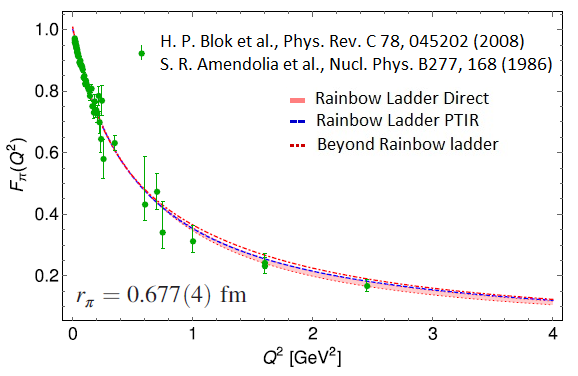 H. P. Blok et al., Phys. Rev. C 78, 045202 (2008)
S. R. Amendolia et al., Nucl. Phys. B277, 168 (1986)
Rainbow Ladder Direct
Rainbow Ladder PTIR
Beyond Rainbow ladder
1.0
0.8
0.6
0.4
0.2
Fπ(Q²)
rπ = 0.677(4) fm
0 1 2 3 4
Q² [GeV²]